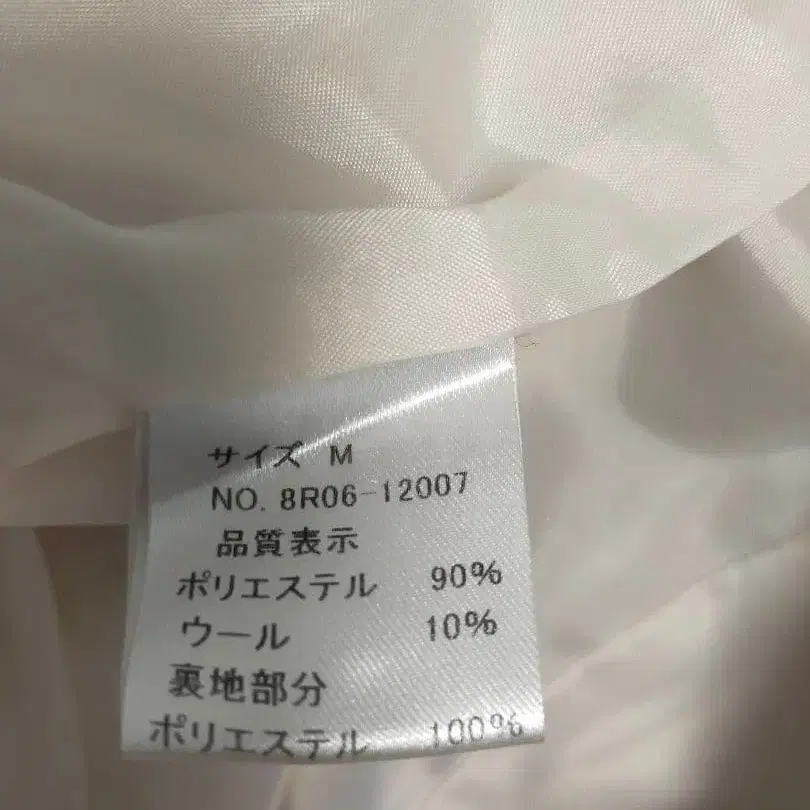 サイズ M
NO. 8R06-12007
品質表示
ポリエステル 90%
ウール 10%
裏地部分
ポリエステル 100%